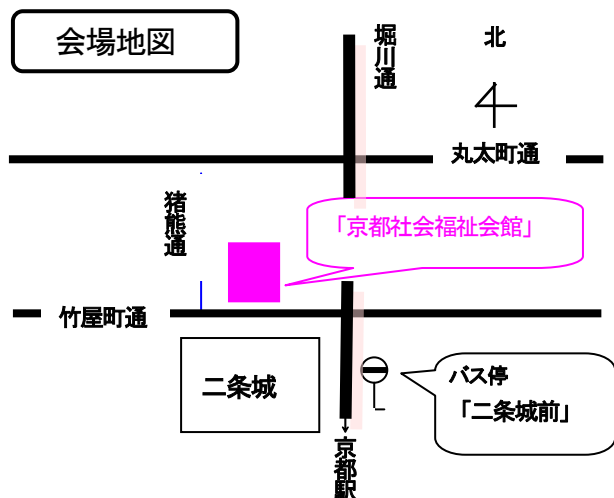 会場地図
堀川通
北
丸太町通
猪熊通
「京都社会福祉会館」
竹屋町通
二条城
バス停
「二条城前」
京都駅